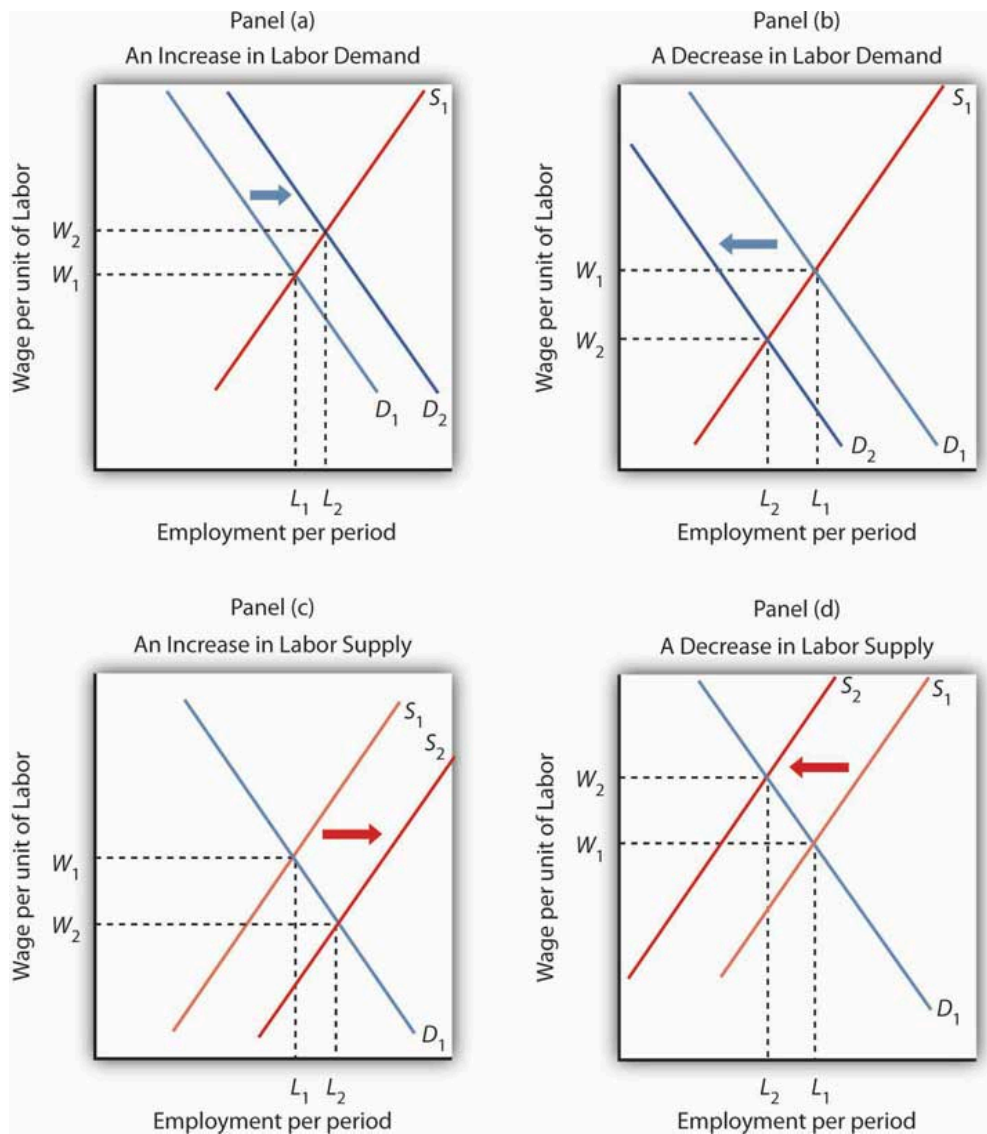 Panel (a)
An Increase in Labor Demand
Wage per unit of Labor
S1
W2
W1
D1 D2
L1 L2
Employment per period
Panel (b)
A Decrease in Labor Demand
Wage per unit of Labor
S1
W1
W2
D2 D1
L2 L1
Employment per period
Panel (c)
An Increase in Labor Supply
Wage per unit of Labor
S1
S2
W1
W2
D1
L1 L2
Employment per period
Panel (d)
A Decrease in Labor Supply
Wage per unit of Labor
S2 S1
W2
W1
D1
L2 L1
Employment per period